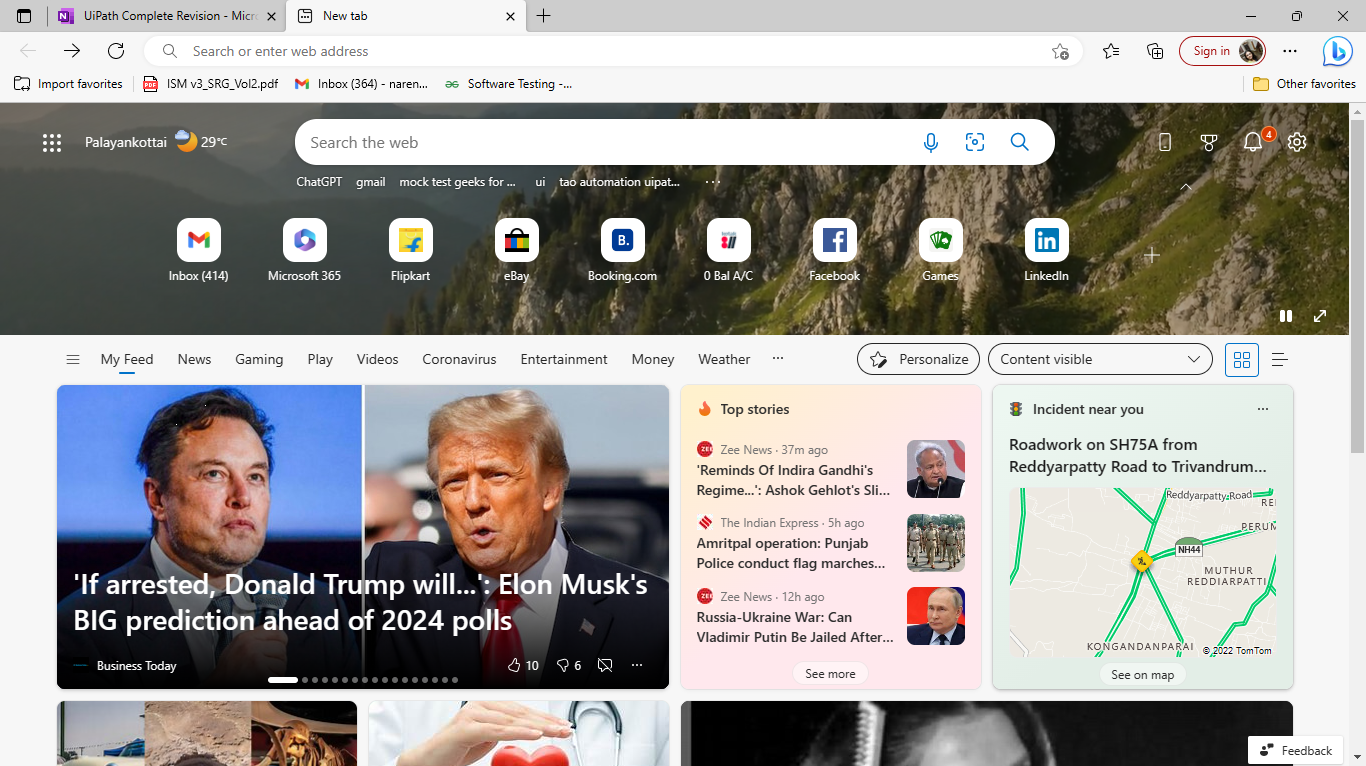 UiPath Complete Revision - Micr
New tab
Search or enter web address
Sign in
Import favorites
PDF
ISM v3_SRG_Vol2.pdf
Inbox (364) - naren...
Software Testing -...
Other favorites
Palayankottai
29°C
Search the web
4
ChatGPT
gmail
mock test geeks for ...
ui
tao automation uipat...
B.
Inbox (414)
Microsoft 365
Flipkart
eBay
Booking.com
0 Bal A/C
Facebook
Games
LinkedIn
My Feed
News
Gaming
Play
Videos
Coronavirus
Entertainment
Money
Weather
Personalize
Content visible
'If arrested, Donald Trump will...': Elon Musk's
BIG prediction ahead of 2024 polls
Business Today
10
6
Top stories
Zee News · 37m ago
'Reminds Of Indira Gandhi's
Regime...': Ashok Gehlot's Sli...
The Indian Express · 5h ago
Amritpal operation: Punjab
Police conduct flag marches...
Zee News · 12h ago
Russia-Ukraine War: Can
Vladimir Putin Be Jailed After...
See more
Incident near you
Roadwork on SH75A from
Reddyarpatty Road to Trivandrum...
Reddyarpatty Road
RE
PERUM
NH44
MUTHUR
REDDIARPATTI
KONGANDANPARAI
© 2022 TomTom
See on map
Feedback